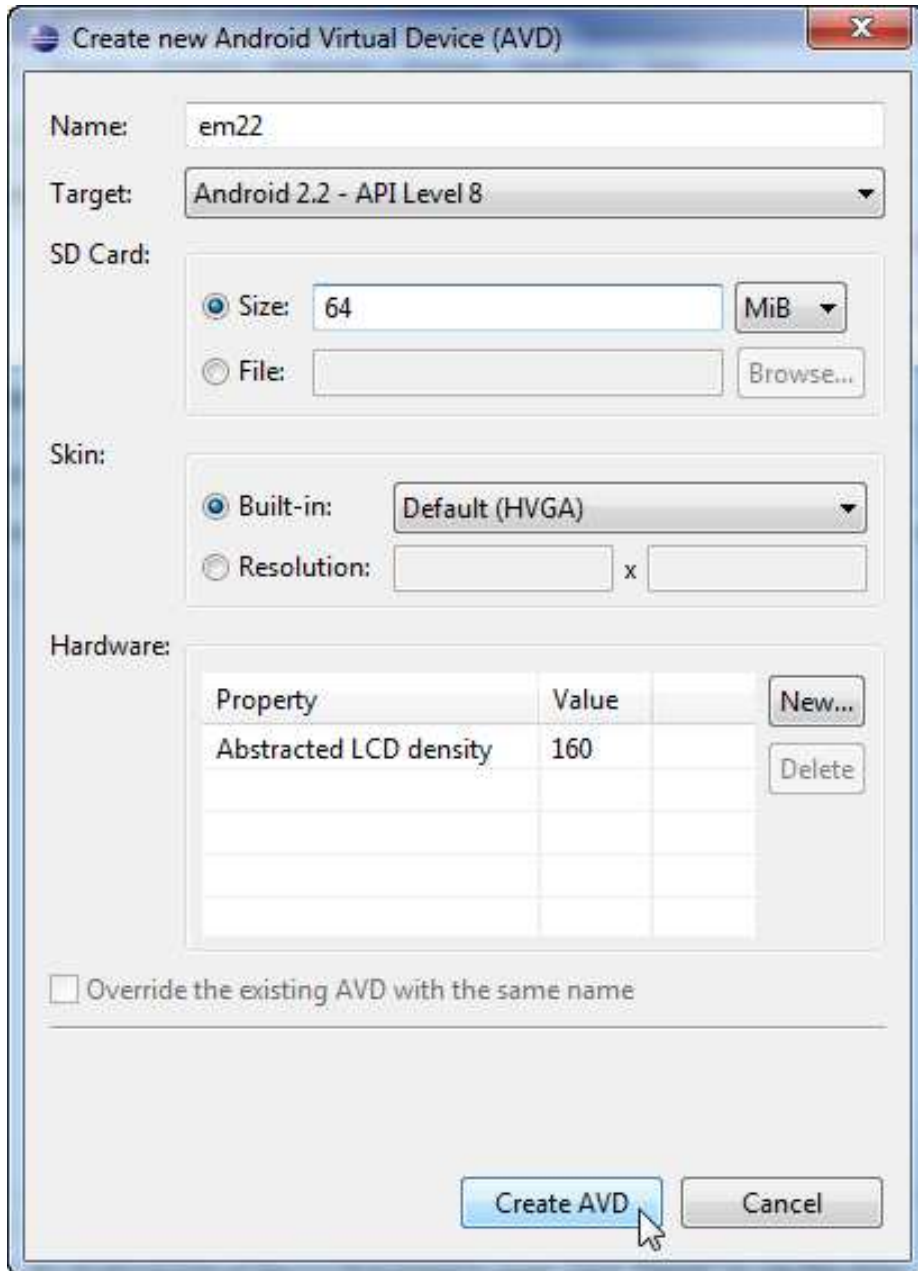 Create new Android Virtual Device (AVD)
Name: em22
Target: Android 2.2 - API Level 8
SD Card:
Size: 64 MiB
File: Browse...
Skin:
Built-in: Default (HVGA)
Resolution: x
Hardware:
Property Value New...
Abstracted LCD density 160
Delete
Override the existing AVD with the same name
Create AVD Cancel